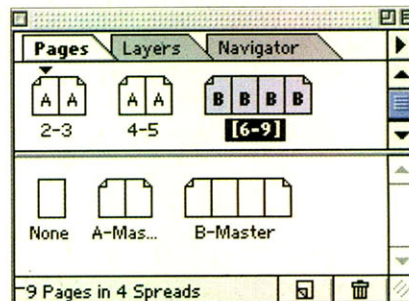 Pages Layers Navigator
A A A A B B B B
2-3 4-5 [6-9]
None A-Mas... B-Master
9 Pages in 4 Spreads